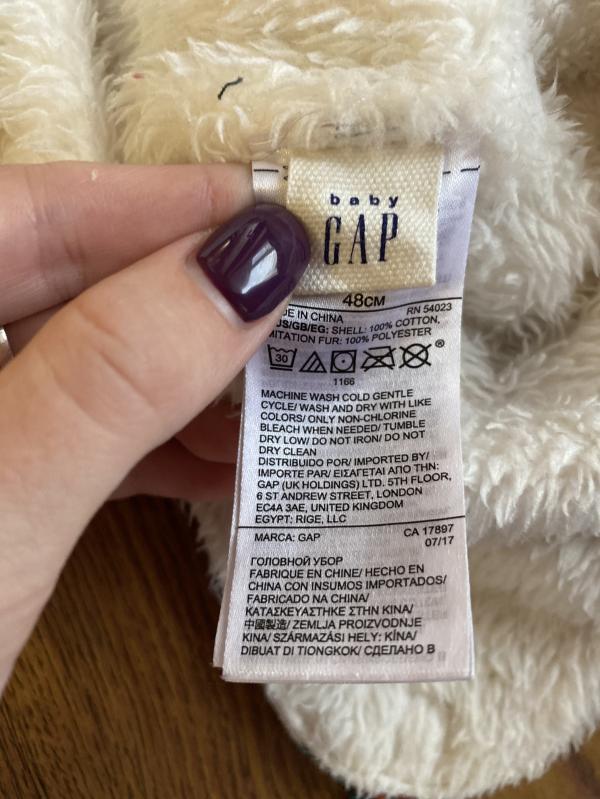 baby
GAP
48CM
DE IN CHINA RN 54023
US/GB/EG: SHELL: 100% COTTON,
IMITATION FUR: 100% POLYESTER
30 ®
1166
MACHINE WASH COLD GENTLE
CYCLE/ WASH AND DRY WITH LIKE
COLORS/ ONLY NON-CHLORINE
BLEACH WHEN NEEDED/ TUMBLE
DRY LOW/ DO NOT IRON/ DO NOT
DRY CLEAN
DISTRIBUIDO POR/ IMPORTED BY/
IMPORTE PAR/ ΕΙΣΑΓΕΤΑΙ ΑΠΟ ΤΗΝ:
GAP (UK HOLDINGS) LTD. 5TH FLOOR,
6 ST ANDREW STREET, LONDON
EC4A 3AE, UNITED KINGDOM
EGYPT: RIGE, LLC
MARCA: GAP CA 17897
07/17
ГОЛОВНОЙ УБОР
FABRIQUE EN CHINE/ HECHO EN
CHINA CON INSUMOS IMPORTADOS/
FABRICADO NA CHINA/
ΚΑΤΑΣΚΕΥΑΣΤΗΚΕ ΣΤΗΝ ΚΙΝΑ/
中國製造/ ZEMLJA PROIZVODNJE
KINA/ SZÁRMAZÁSI HELY: KÍNA/
DIBUAT DI TIONGKOK/ СДЕЛАНО В